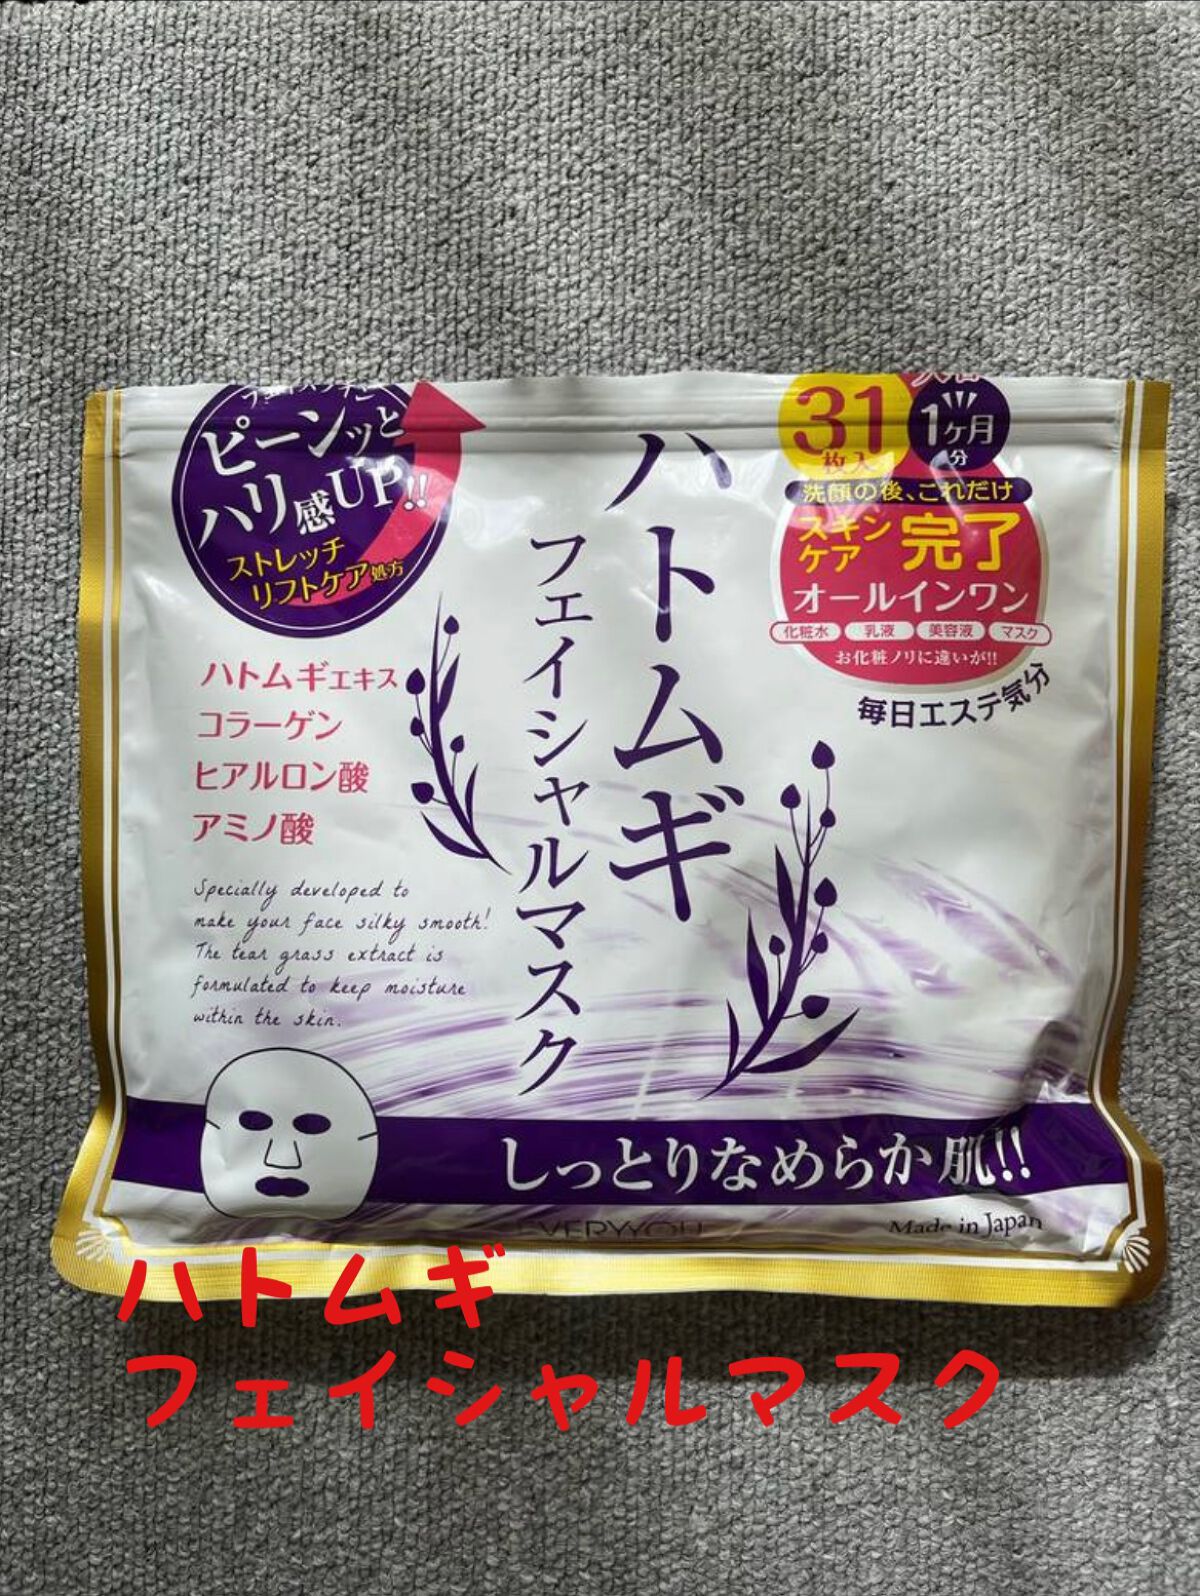 ピーンッと
ハリ感UP!!
ストレッチ
リフトケア処方
31
枚入
1ヶ月
分
洗顔の後、これだけ
スキン
ケア
完了
オールインワン
化粧水 乳液 美容液 マスク
お化粧ノリに違いが!!
毎日エステ気分
ハトムギ
フェイシャルマスク
ハトムギエキス
コラーゲン
ヒアルロン酸
アミノ酸
Specially developed to
make your face silky smooth!
The tear grass extract is
formulated to keep moisture
within the skin.
しっとりなめらか肌!!
EVERYYOU
Made in Japan
ハトムギ
フェイシャルマスク